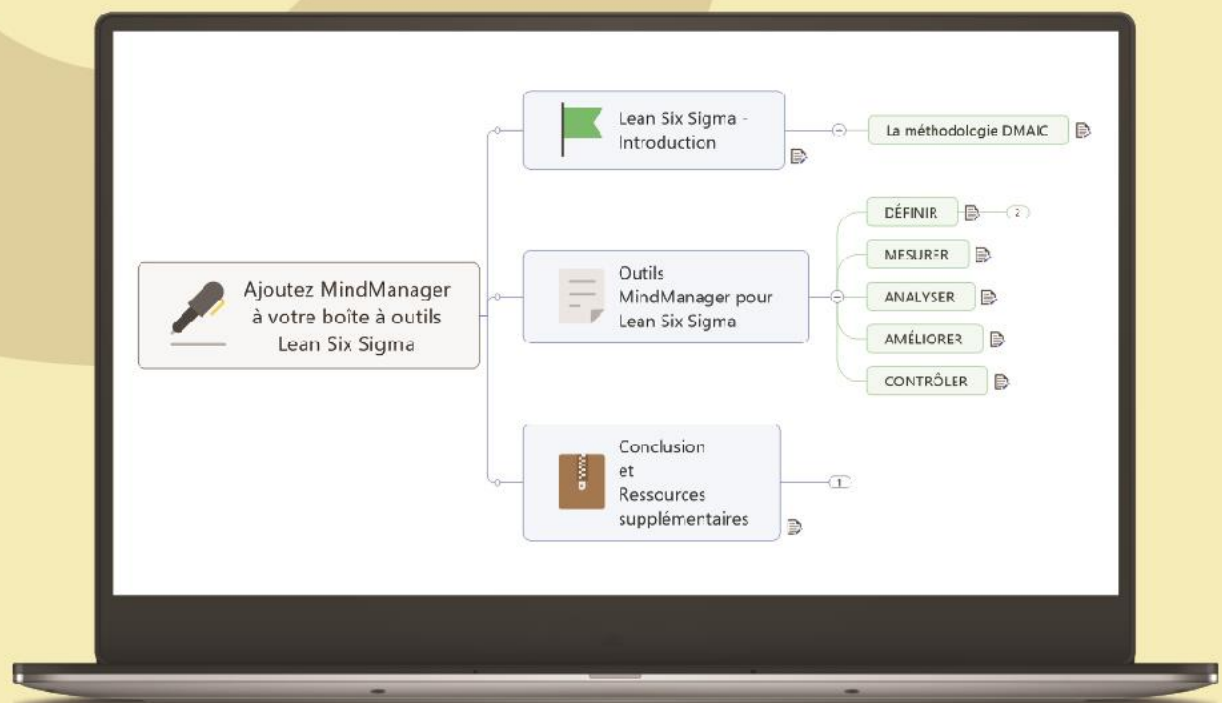 Ajoutez MindManager
à votre boîte à outils
Lean Six Sigma
Lean Six Sigma -
Introduction
La méthodologie DMAIC
Outils
MindManager pour
Lean Six Sigma
DÉFINIR
2
MESURER
ANALYSER
AMÉLIORER
CONTRÔLER
Conclusion
et
Ressources
supplémentaires
1